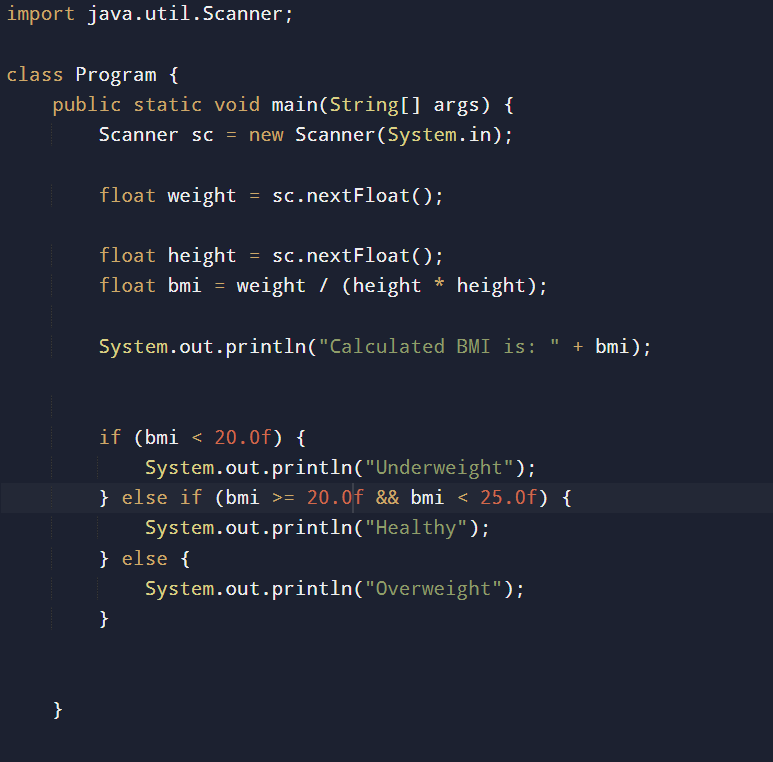 import java.util.Scanner;
class Program {
    public static void main(String[] args) {
        Scanner sc = new Scanner(System.in);
        float weight = sc.nextFloat();
        float height = sc.nextFloat();
        float bmi = weight / (height * height);
        System.out.println("Calculated BMI is: " + bmi);
        if (bmi < 20.0f) {
            System.out.println("Underweight");
        } else if (bmi >= 20.0f && bmi < 25.0f) {
            System.out.println("Healthy");
        } else {
            System.out.println("Overweight");
        }
    }